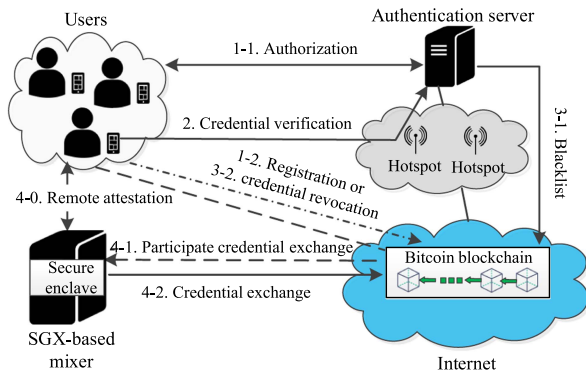 Users
Authentication server
1-1. Authorization
2. Credential verification
3-1. Blacklist
Hotspot
Hotspot
1-2. Registration or
3-2. credential revocation
4-0. Remote attestation
4-1. Participate credential exchange
Secure
enclave
Bitcoin blockchain
4-2. Credential exchange
SGX-based
mixer
Internet